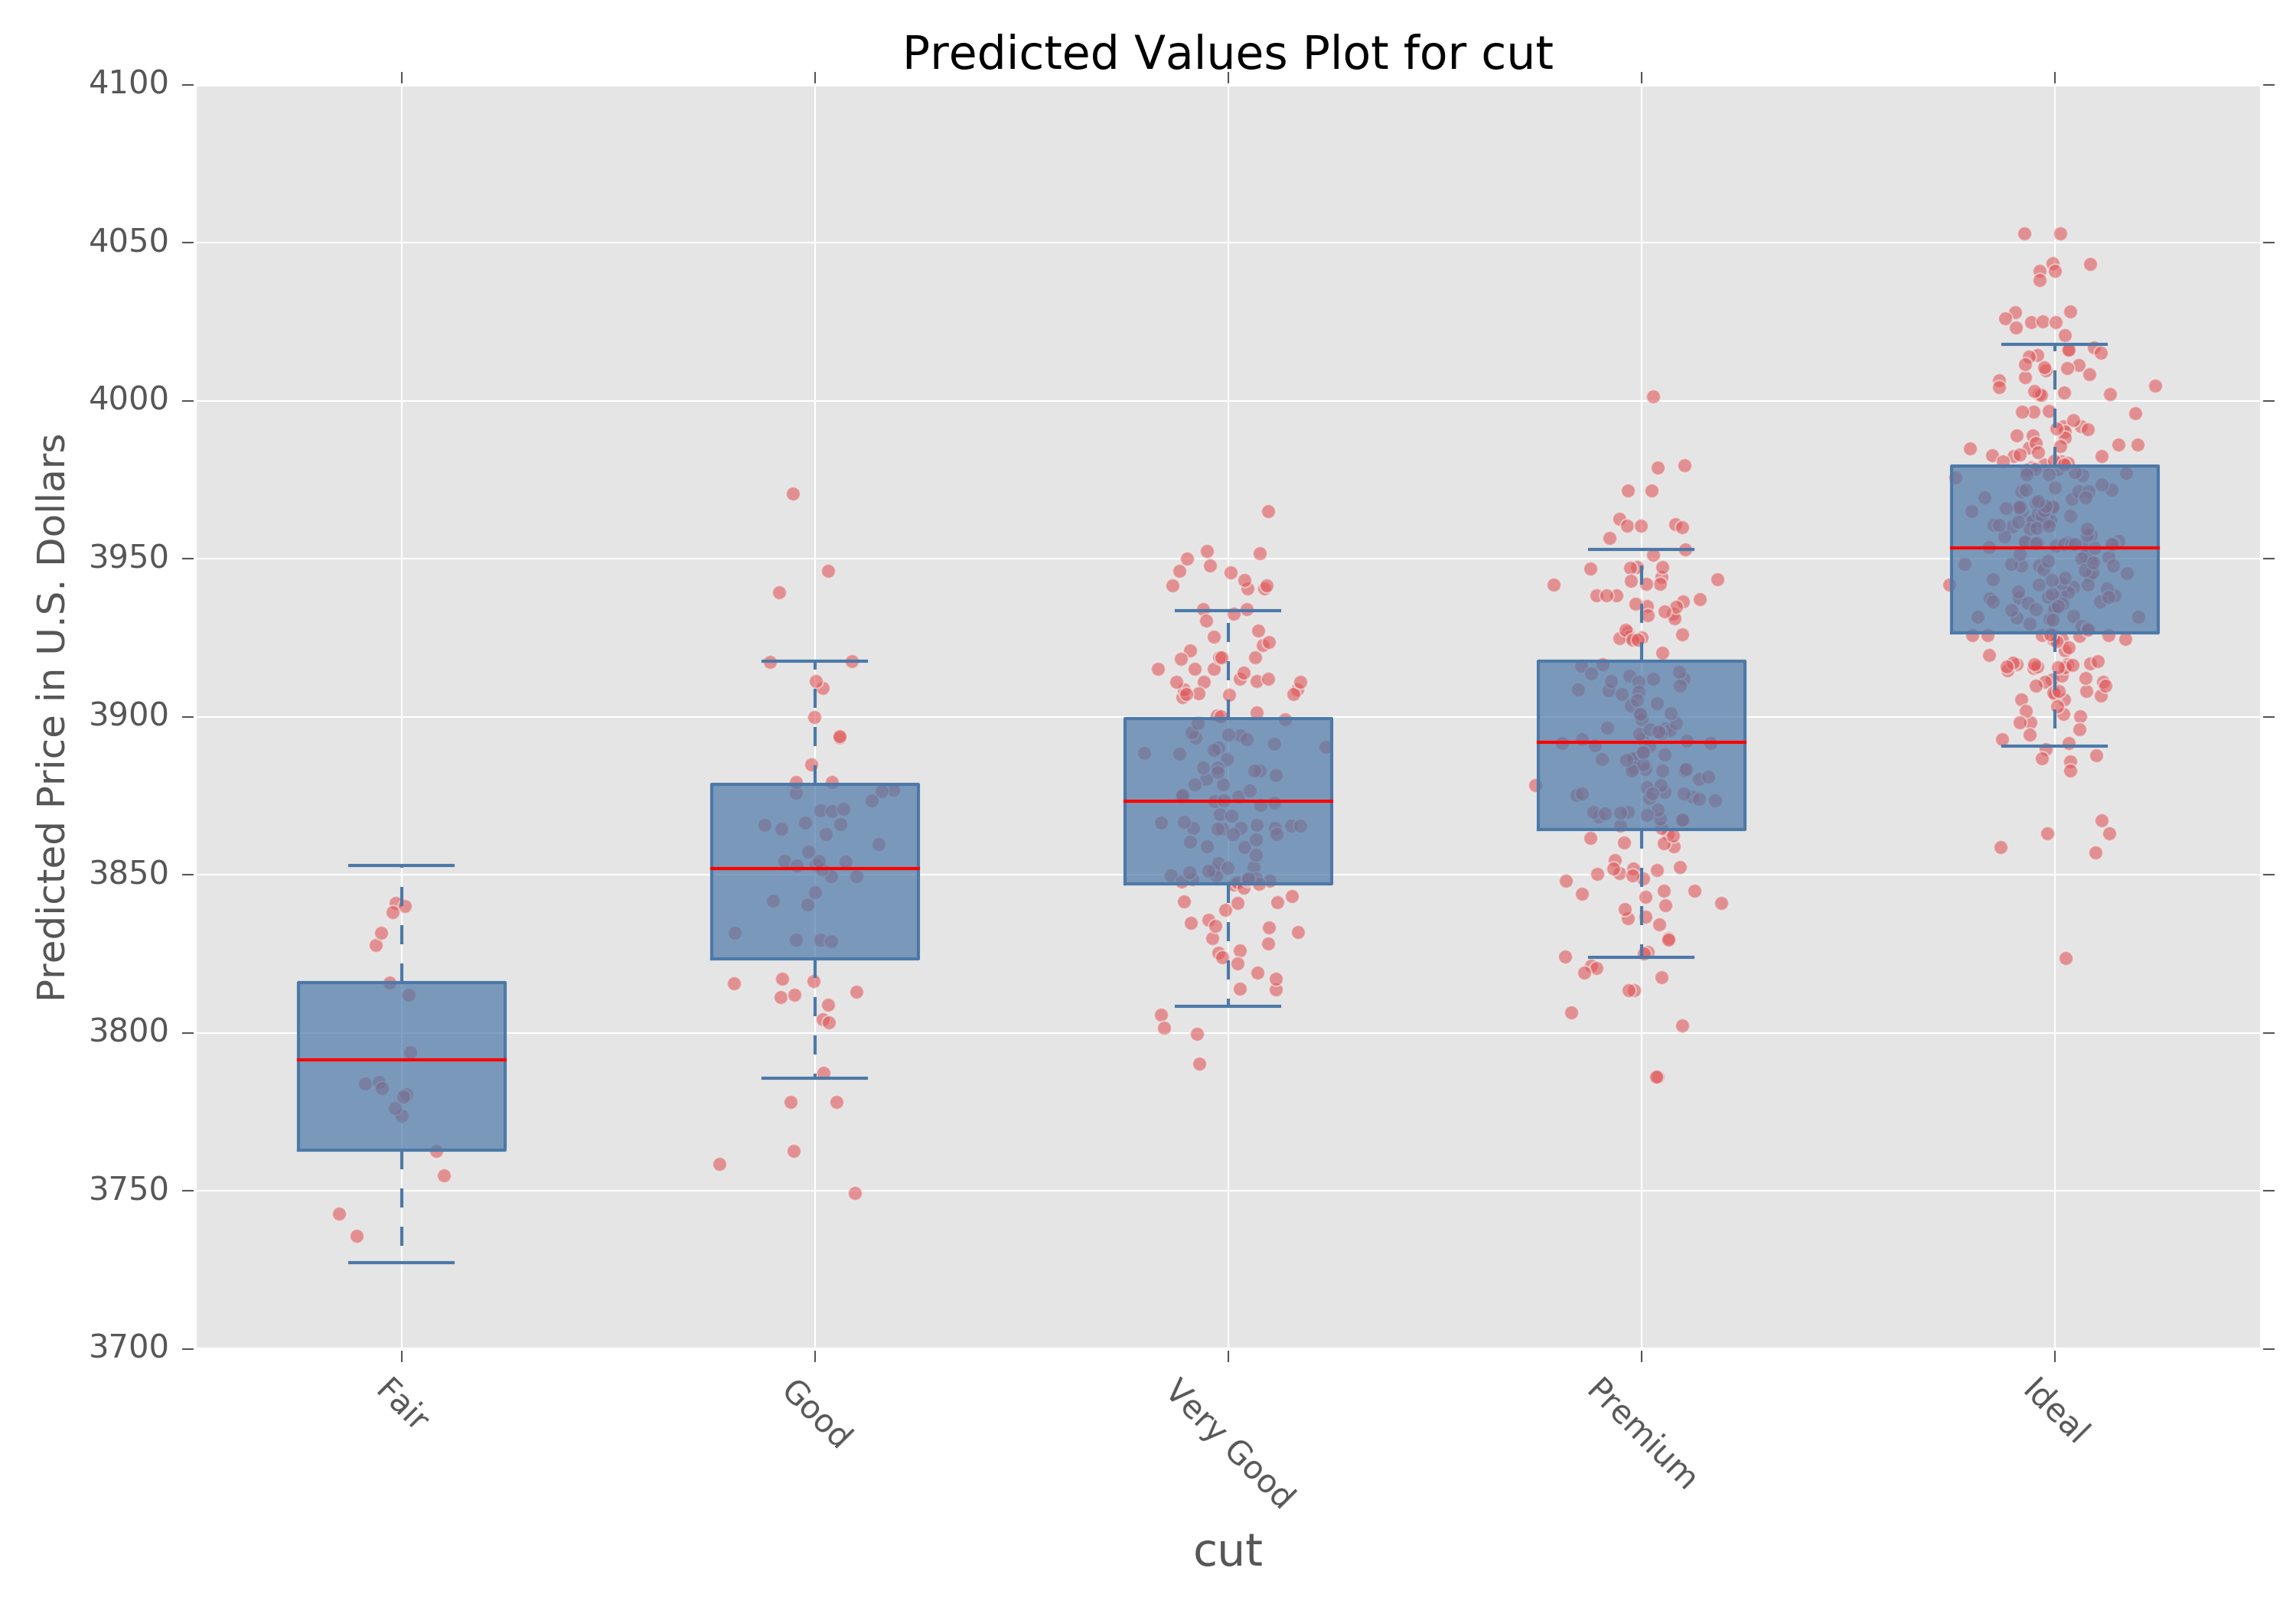 Predicted Values Plot for cut
Predicted Price in U.S. Dollars
4100
4050
4000
3950
3900
3850
3800
3750
3700
Fair
Good
Very Good
Premium
Ideal
cut